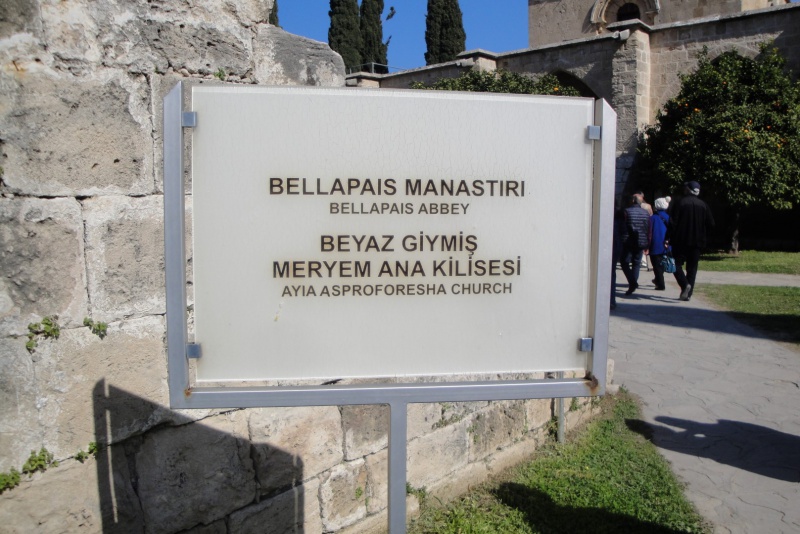 BELLAPAIS MANASTIRI
BELLAPAIS ABBEY
BEYAZ GİYMİŞ
MERYEM ANA KİLİSESİ
AYIA ASPROFORESHA CHURCH